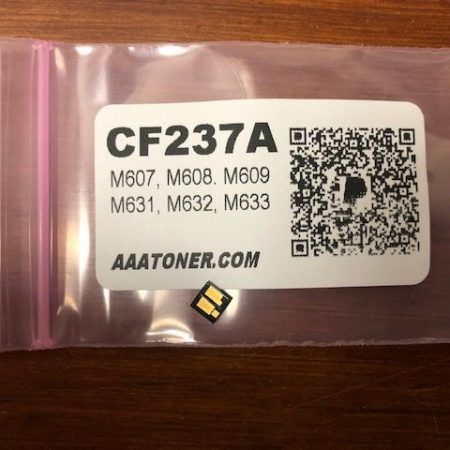 CF237A
M607, M608. M609
M631, M632, M633
AAATONER.COM